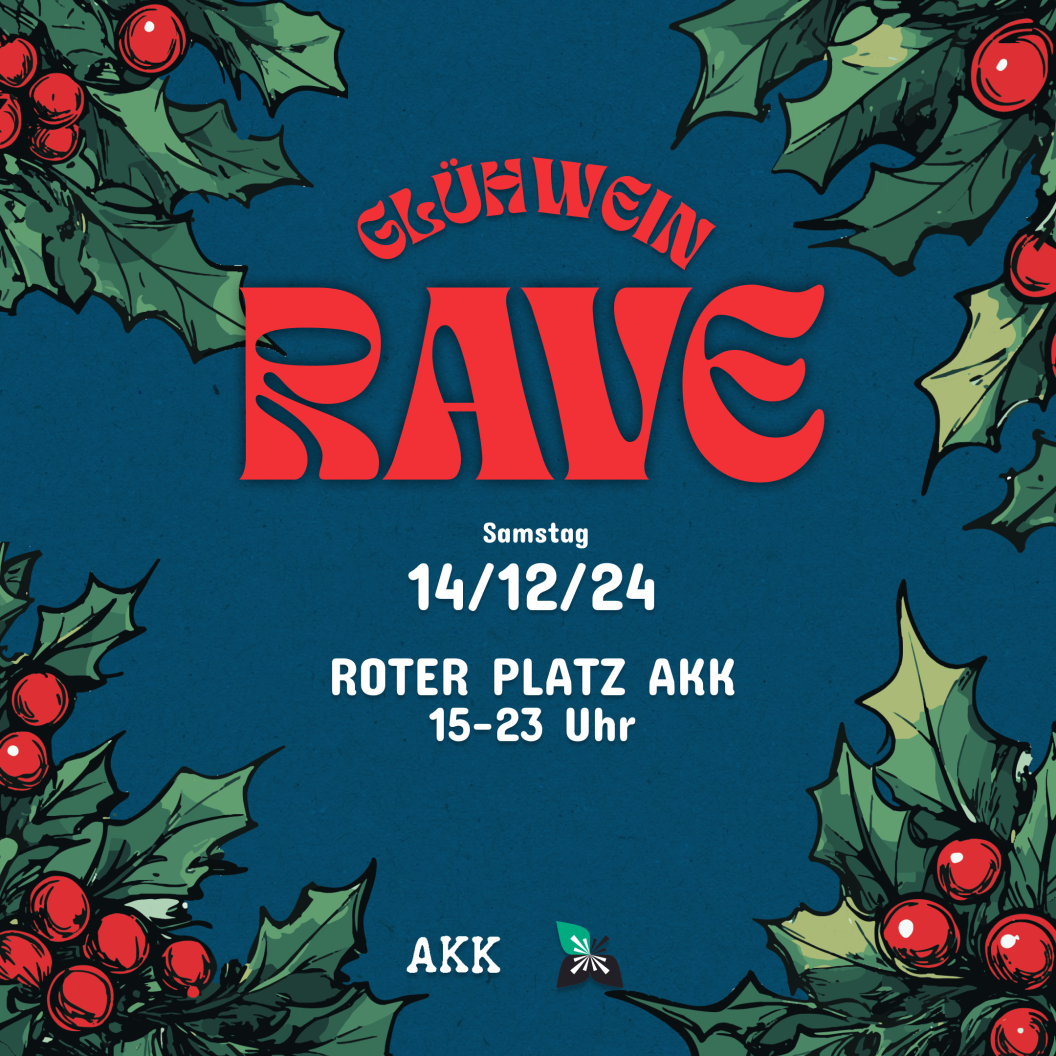 GLÜHWEIN
RAVE
Samstag
14/12/24
ROTER PLATZ AKK
15-23 Uhr
AKK